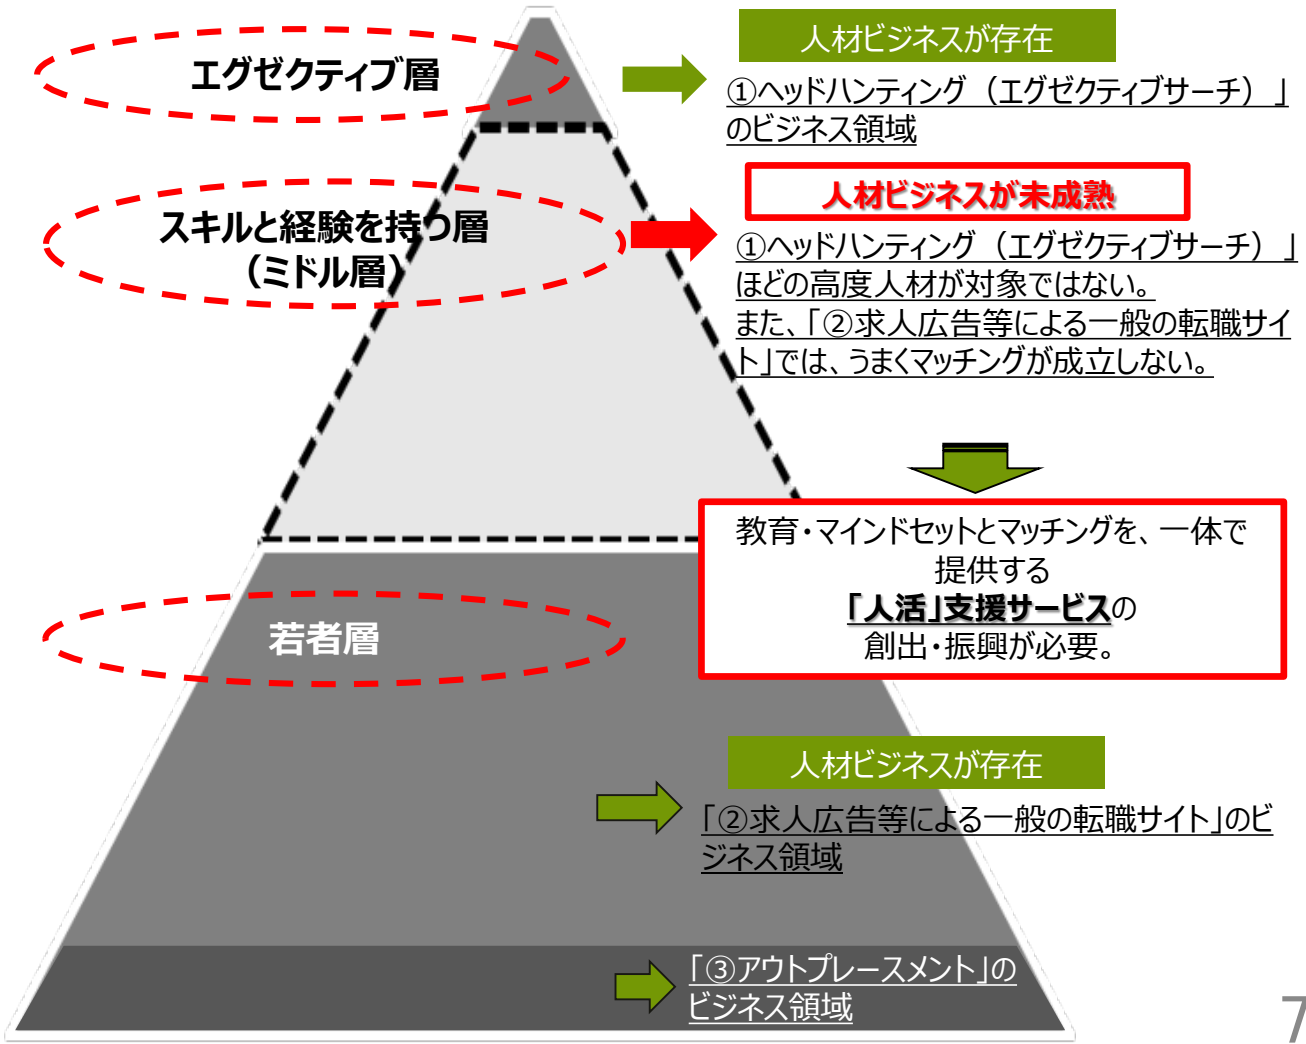 エグゼクティブ層
人材ビジネスが存在
①ヘッドハンティング（エグゼクティブサーチ）」
のビジネス領域
スキルと経験を持つ層
（ミドル層）
人材ビジネスが未成熟
①ヘッドハンティング（エグゼクティブサーチ）」
ほどの高度人材が対象ではない。
また、「②求人広告等による一般の転職サイ
ト」では、うまくマッチングが成立しない。
教育・マインドセットとマッチングを、一体で
提供する
「人活」支援サービスの
創出・振興が必要。
若者層
人材ビジネスが存在
「②求人広告等による一般の転職サイト」のビ
ジネス領域
「③アウトプレースメント」の
ビジネス領域
7